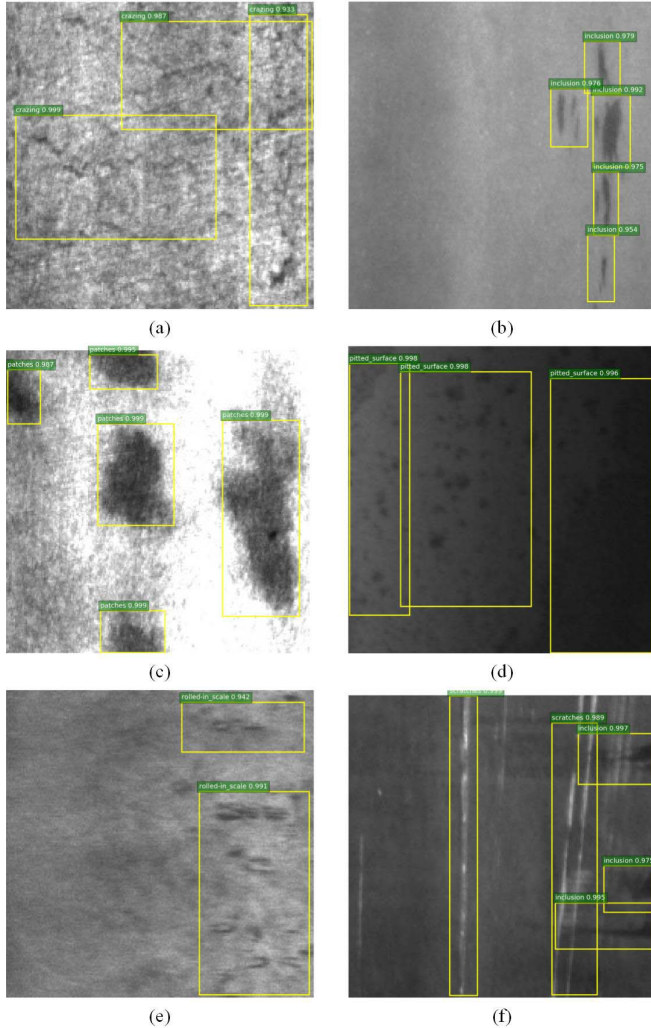 crazing 0.987
crazing 0.933
crazing 0.999
(a)
inclusion 0.979
inclusion 0.976
inclusion 0.992
inclusion 0.975
inclusion 0.954
(b)
patches 0.995
patches 0.987
patches 0.999
patches 0.999
patches 0.999
(c)
pitted_surface 0.998
pitted_surface 0.998
pitted_surface 0.996
(d)
rolled-in_scale 0.942
rolled-in_scale 0.991
(e)
scratches 0.989
inclusion 0.997
inclusion 0.975
inclusion 0.995
(f)